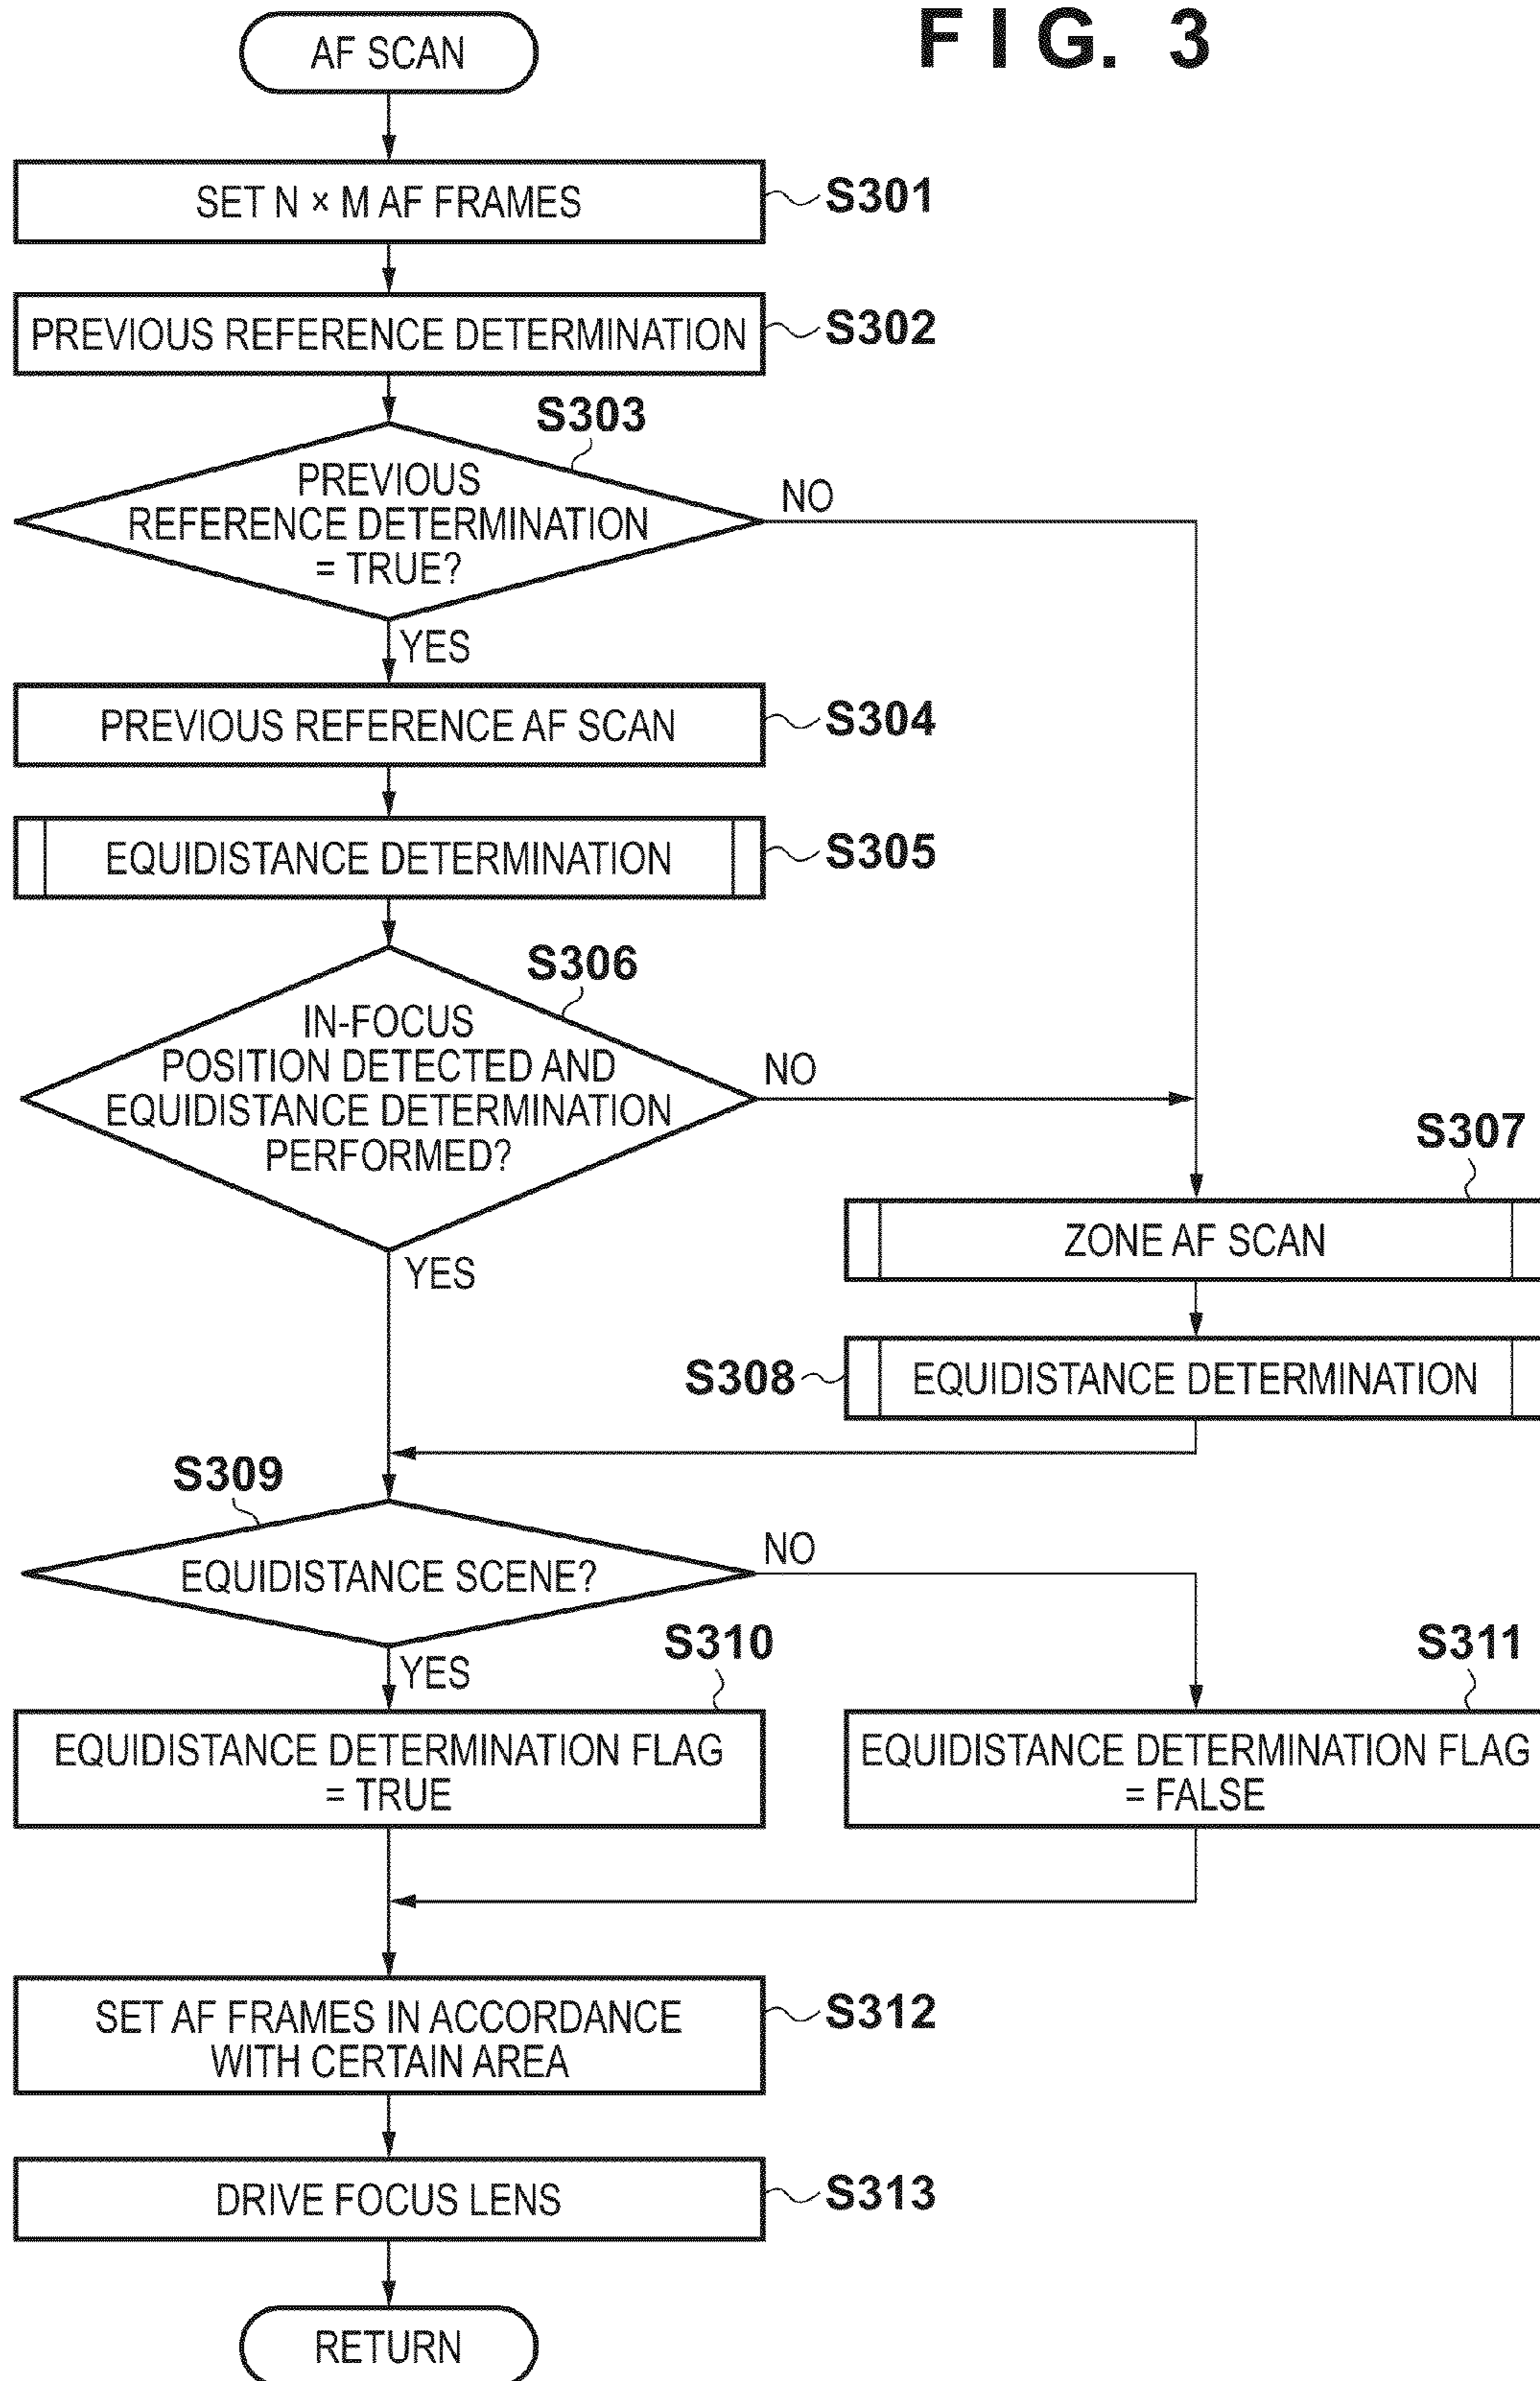 FIG. 3
AF SCAN
SET N × M AF FRAMES
S301
PREVIOUS REFERENCE DETERMINATION
S302
S303
PREVIOUS
REFERENCE DETERMINATION
= TRUE?
NO
YES
PREVIOUS REFERENCE AF SCAN
S304
EQUIDISTANCE DETERMINATION
S305
S306
IN-FOCUS
POSITION DETECTED AND
EQUIDISTANCE DETERMINATION
PERFORMED?
NO
YES
S307
ZONE AF SCAN
S308
EQUIDISTANCE DETERMINATION
S309
EQUIDISTANCE SCENE?
NO
YES
S310
EQUIDISTANCE DETERMINATION FLAG
= TRUE
S311
EQUIDISTANCE DETERMINATION FLAG
= FALSE
SET AF FRAMES IN ACCORDANCE
WITH CERTAIN AREA
S312
DRIVE FOCUS LENS
S313
RETURN